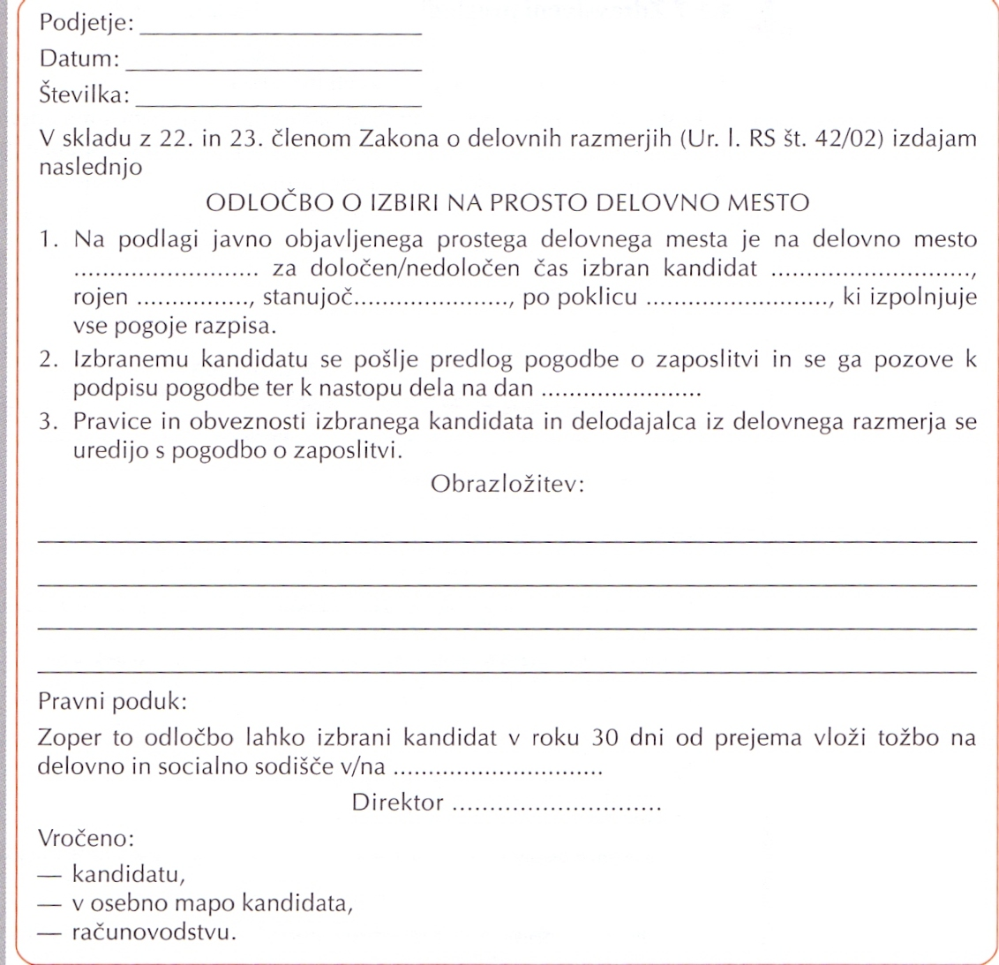 Podjetje: ______________________
Datum: ______________________
Številka: ______________________
V skladu z 22. in 23. členom Zakona o delovnih razmerjih (Ur. l. RS št. 42/02) izdajam
naslednjo
ODLOČBO O IZBIRI NA PROSTO DELOVNO MESTO
1. Na podlagi javno objavljenega prostega delovnega mesta je na delovno mesto
......................... za določen/nedoločen čas izbran kandidat ...........................,
rojen ..............., stanujoč....................., po poklicu ........................., ki izpolnjuje
vse pogoje razpisa.
2. Izbranemu kandidatu se pošlje predlog pogodbe o zaposlitvi in se ga pozove k
podpisu pogodbe ter k nastopu dela na dan ......................
3. Pravice in obveznosti izbranega kandidata in delodajalca iz delovnega razmerja se
uredijo s pogodbo o zaposlitvi.
Obrazložitev:
Pravni poduk:
Zoper to odločbo lahko izbrani kandidat v roku 30 dni od prejema vloži tožbo na
delovno in socialno sodišče v/na ............................
Direktor ............................
Vročeno:
— kandidatu,
— v osebno mapo kandidata,
— računovodstvu.